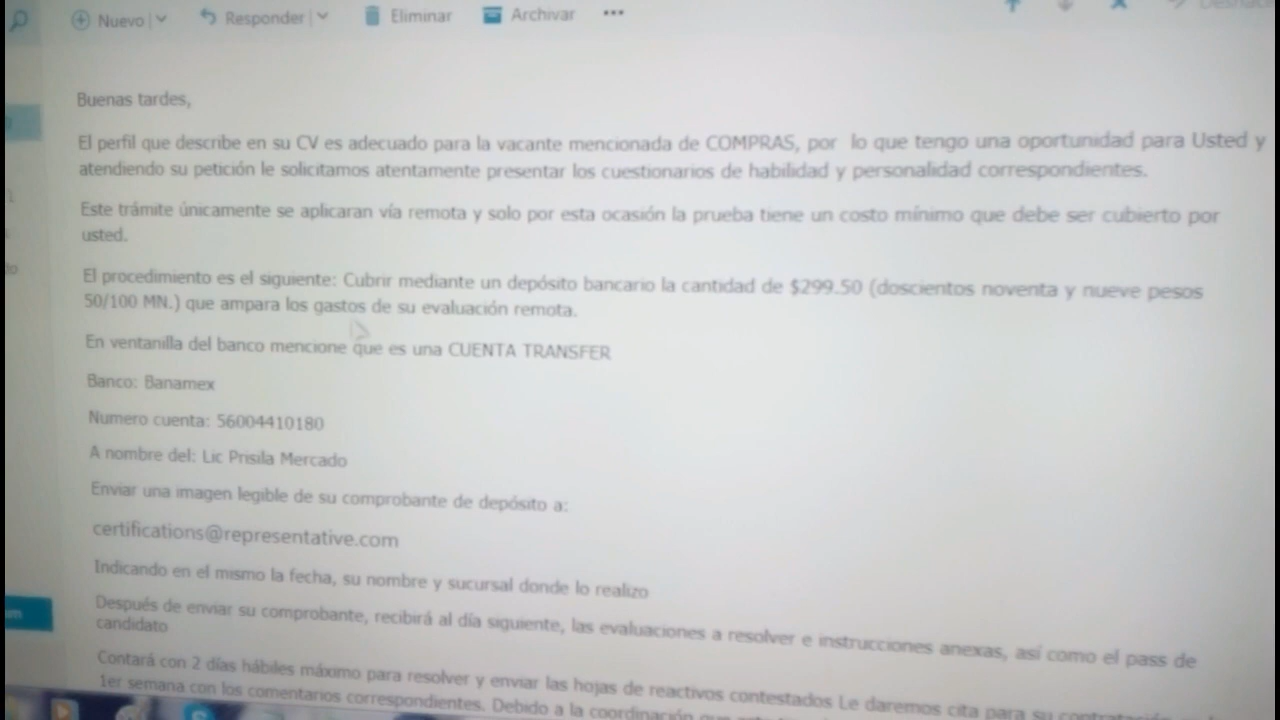 Nuevo | Responder | Eliminar Archivar ...
Buenas tardes,
El perfil que describe en su CV es adecuado para la vacante mencionada de COMPRAS, por lo que tengo una oportunidad para Usted y
atendiendo su petición le solicitamos atentamente presentar los cuestionarios de habilidad y personalidad correspondientes.
Este trámite únicamente se aplicaran vía remota y solo por esta ocasión la prueba tiene un costo mínimo que debe ser cubierto por
usted.
El procedimiento es el siguiente: Cubrir mediante un depósito bancario la cantidad de $299.50 (doscientos noventa y nueve pesos
50/100 MN.) que ampara los gastos de su evaluación remota.
En ventanilla del banco mencione que es una CUENTA TRANSFER
Banco: Banamex
Numero cuenta: 56004410180
A nombre del: Lic Prisila Mercado
Enviar una imagen legible de su comprobante de depósito a:
certifications@representative.com
Indicando en el mismo la fecha, su nombre y sucursal donde lo realizo
Después de enviar su comprobante, recibirá al día siguiente, las evaluaciones a resolver e instrucciones anexas, así como el pass de
candidato
Contará con 2 días hábiles máximo para resolver y enviar las hojas de reactivos contestados Le daremos cita para su contratación
1er semana con los comentarios correspondientes. Debido a la coordinación que